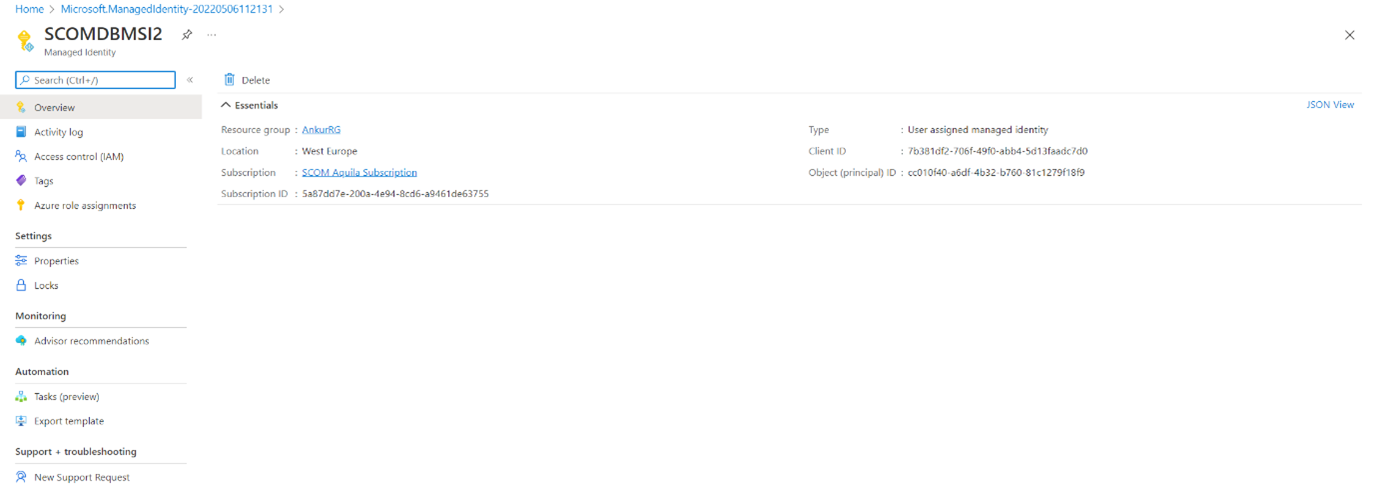 Home > Microsoft.ManagedIdentity-20220506112131 >
SCOMDBMSI2 ...
Managed Identity
Search (Ctrl+/) «
Delete
Overview
Activity log
Access control (IAM)
Tags
Azure role assignments
Settings
Properties
Locks
Monitoring
Advisor recommendations
Automation
Tasks (preview)
Export template
Support + troubleshooting
New Support Request
Essentials JSON View
Resource group : AnkurRG
Location : West Europe
Subscription : SCOM Aquila Subscription
Subscription ID : 5a87dd7e-200a-4e94-8cd6-a9461de63755
Type : User assigned managed identity
Client ID : 7b381df2-706f-49f0-abb4-5d13faadc7d0
Object (principal) ID : cc010f40-a6df-4b32-b760-81c1279f18f9